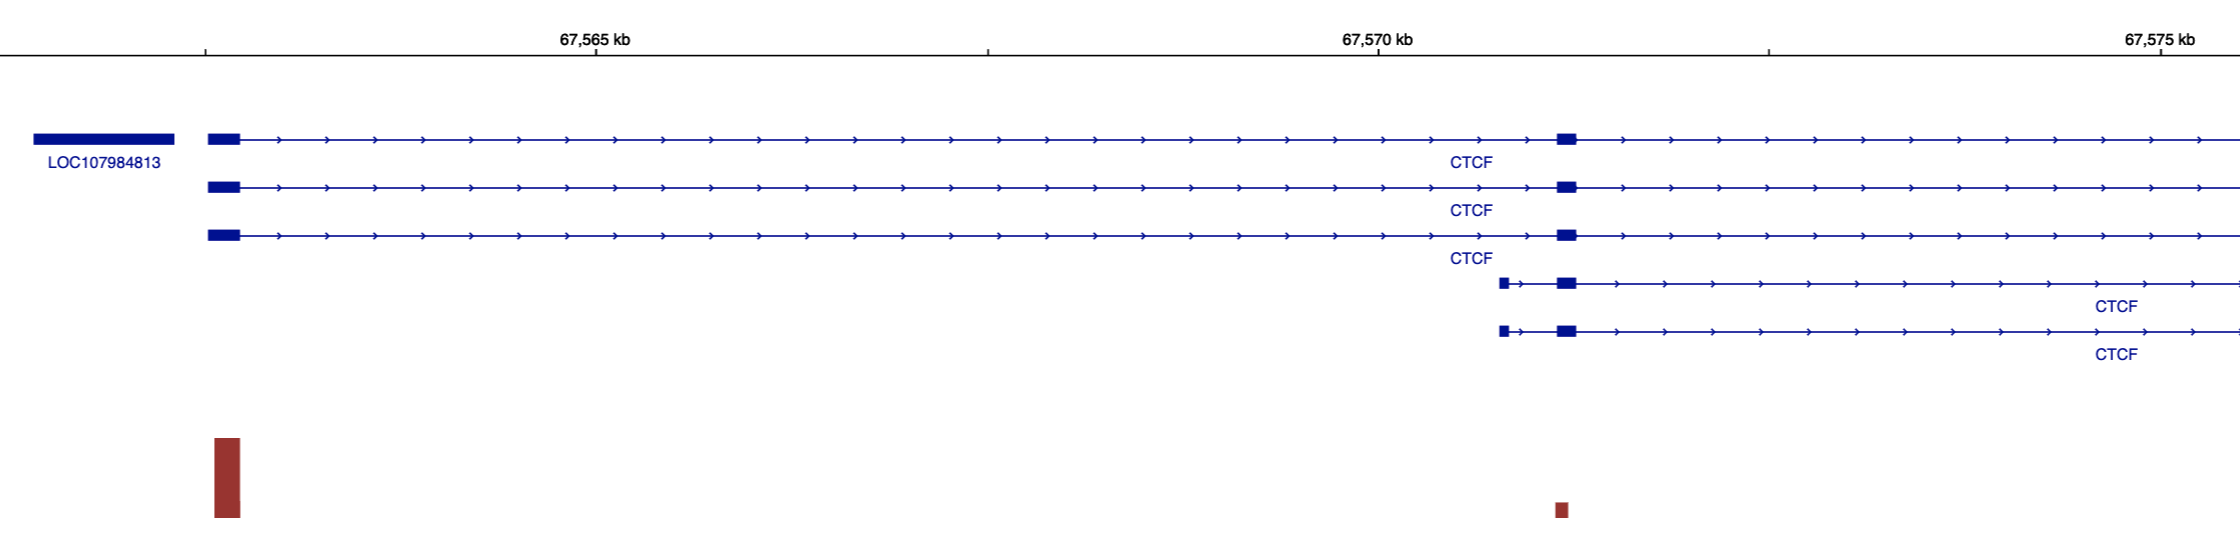 67,565 kb 67,570 kb 67,575 kb
LOC107984813 CTCF
CTCF
CTCF
CTCF
CTCF